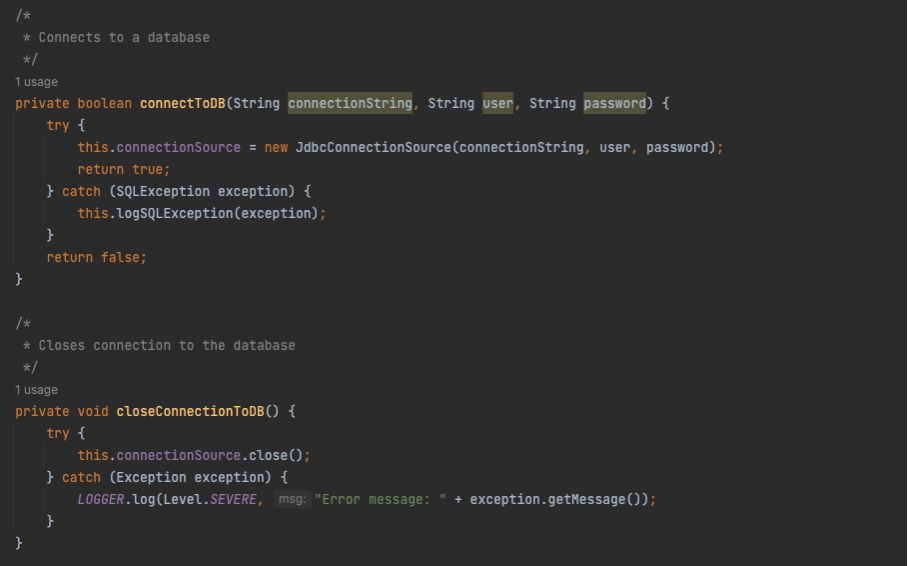 /*
 * Connects to a database
 */
1 usage
private boolean connectToDB(String connectionString, String user, String password) {
    try {
        this.connectionSource = new JdbcConnectionSource(connectionString, user, password);
        return true;
    } catch (SQLException exception) {
        this.logSQLException(exception);
    }
    return false;
}

/*
 * Closes connection to the database
 */
1 usage
private void closeConnectionToDB() {
    try {
        this.connectionSource.close();
    } catch (Exception exception) {
        LOGGER.log(Level.SEVERE, msg: "Error message: " + exception.getMessage());
    }
}